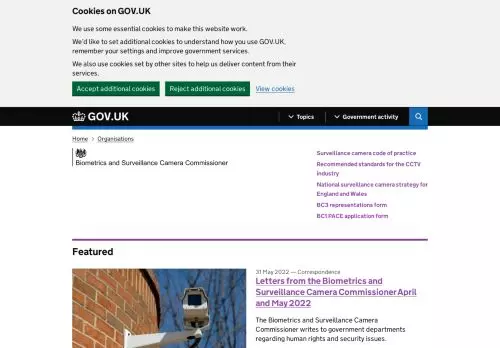 Cookies on GOV.UK
We use some essential cookies to make this website work.
We'd like to set additional cookies to understand how you use GOV.UK,
remember your settings and improve government services.
We also use cookies set by other sites to help us deliver content from their
services.
Accept additional cookies Reject additional cookies View cookies
GOV.UK Topics Government activity
Home Organisations
Biometrics and Surveillance Camera Commissioner
Surveillance camera code of practice
Recommended standards for the CCTV
industry
National surveillance camera strategy for
England and Wales
BC3 representations form
BC1 PACE application form
Featured
31 May 2022 — Correspondence
Letters from the Biometrics and
Surveillance Camera Commissioner April
and May 2022
The Biometrics and Surveillance Camera
Commissioner writes to government departments
regarding human rights and security issues.